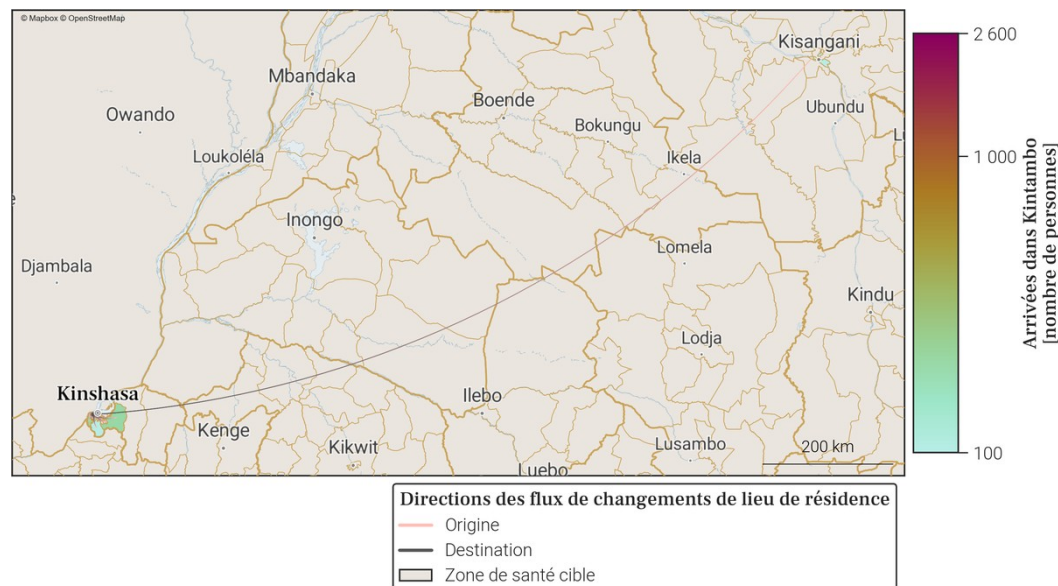 © Mapbox © OpenStreetMap
Kisangani
2 600
Mbandaka
Boende
Ubundu
Owando
Bokungu
Loukoléla
Ikela
1 000
Inongo
Lomela
Djambala
Kindu
Lodja
Kinshasa
Ilebo
Kenge
Kikwit
Lusambo
200 km
100
Luebo
Arrivées dans Kintambo
[nombre de personnes]
Directions des flux de changements de lieu de résidence
Origine
Destination
Zone de santé cible